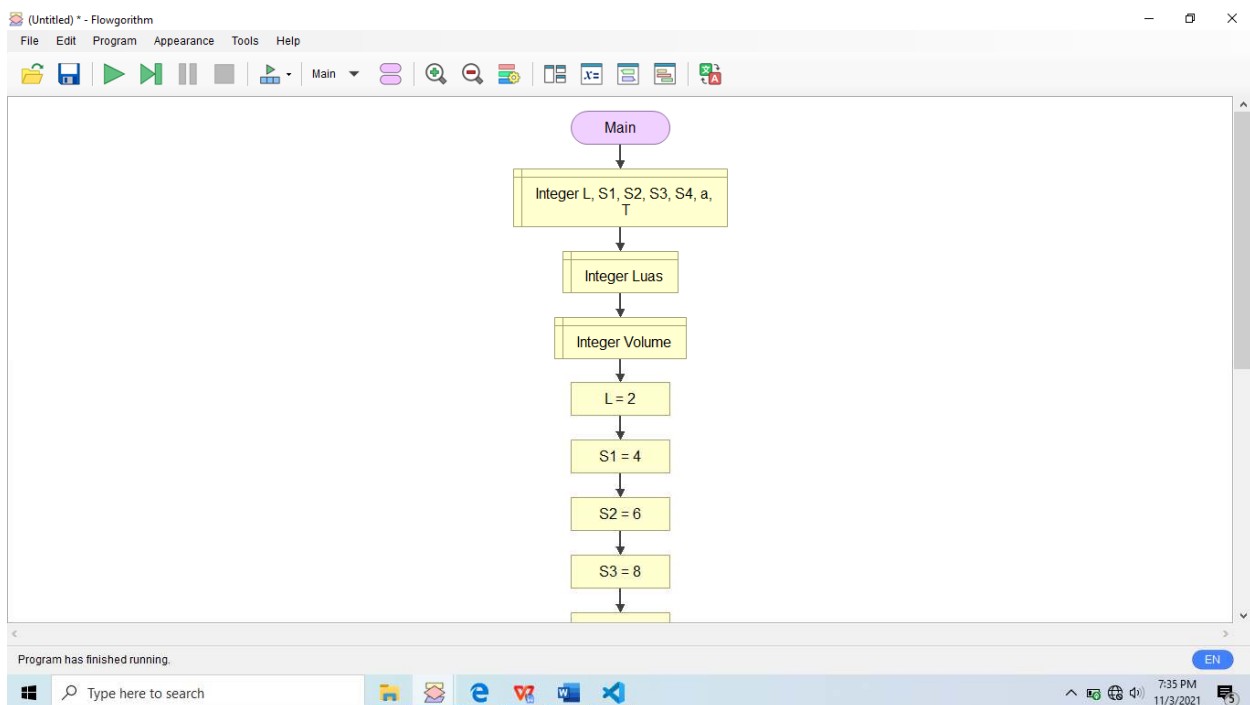 (Untitled) * - Flowgorithm
File Edit Program Appearance Tools Help
Main
Main
Integer L, S1, S2, S3, S4, a,
T
Integer Luas
Integer Volume
L = 2
S1 = 4
S2 = 6
S3 = 8
Program has finished running.
EN
Type here to search
7:35 PM
11/3/2021